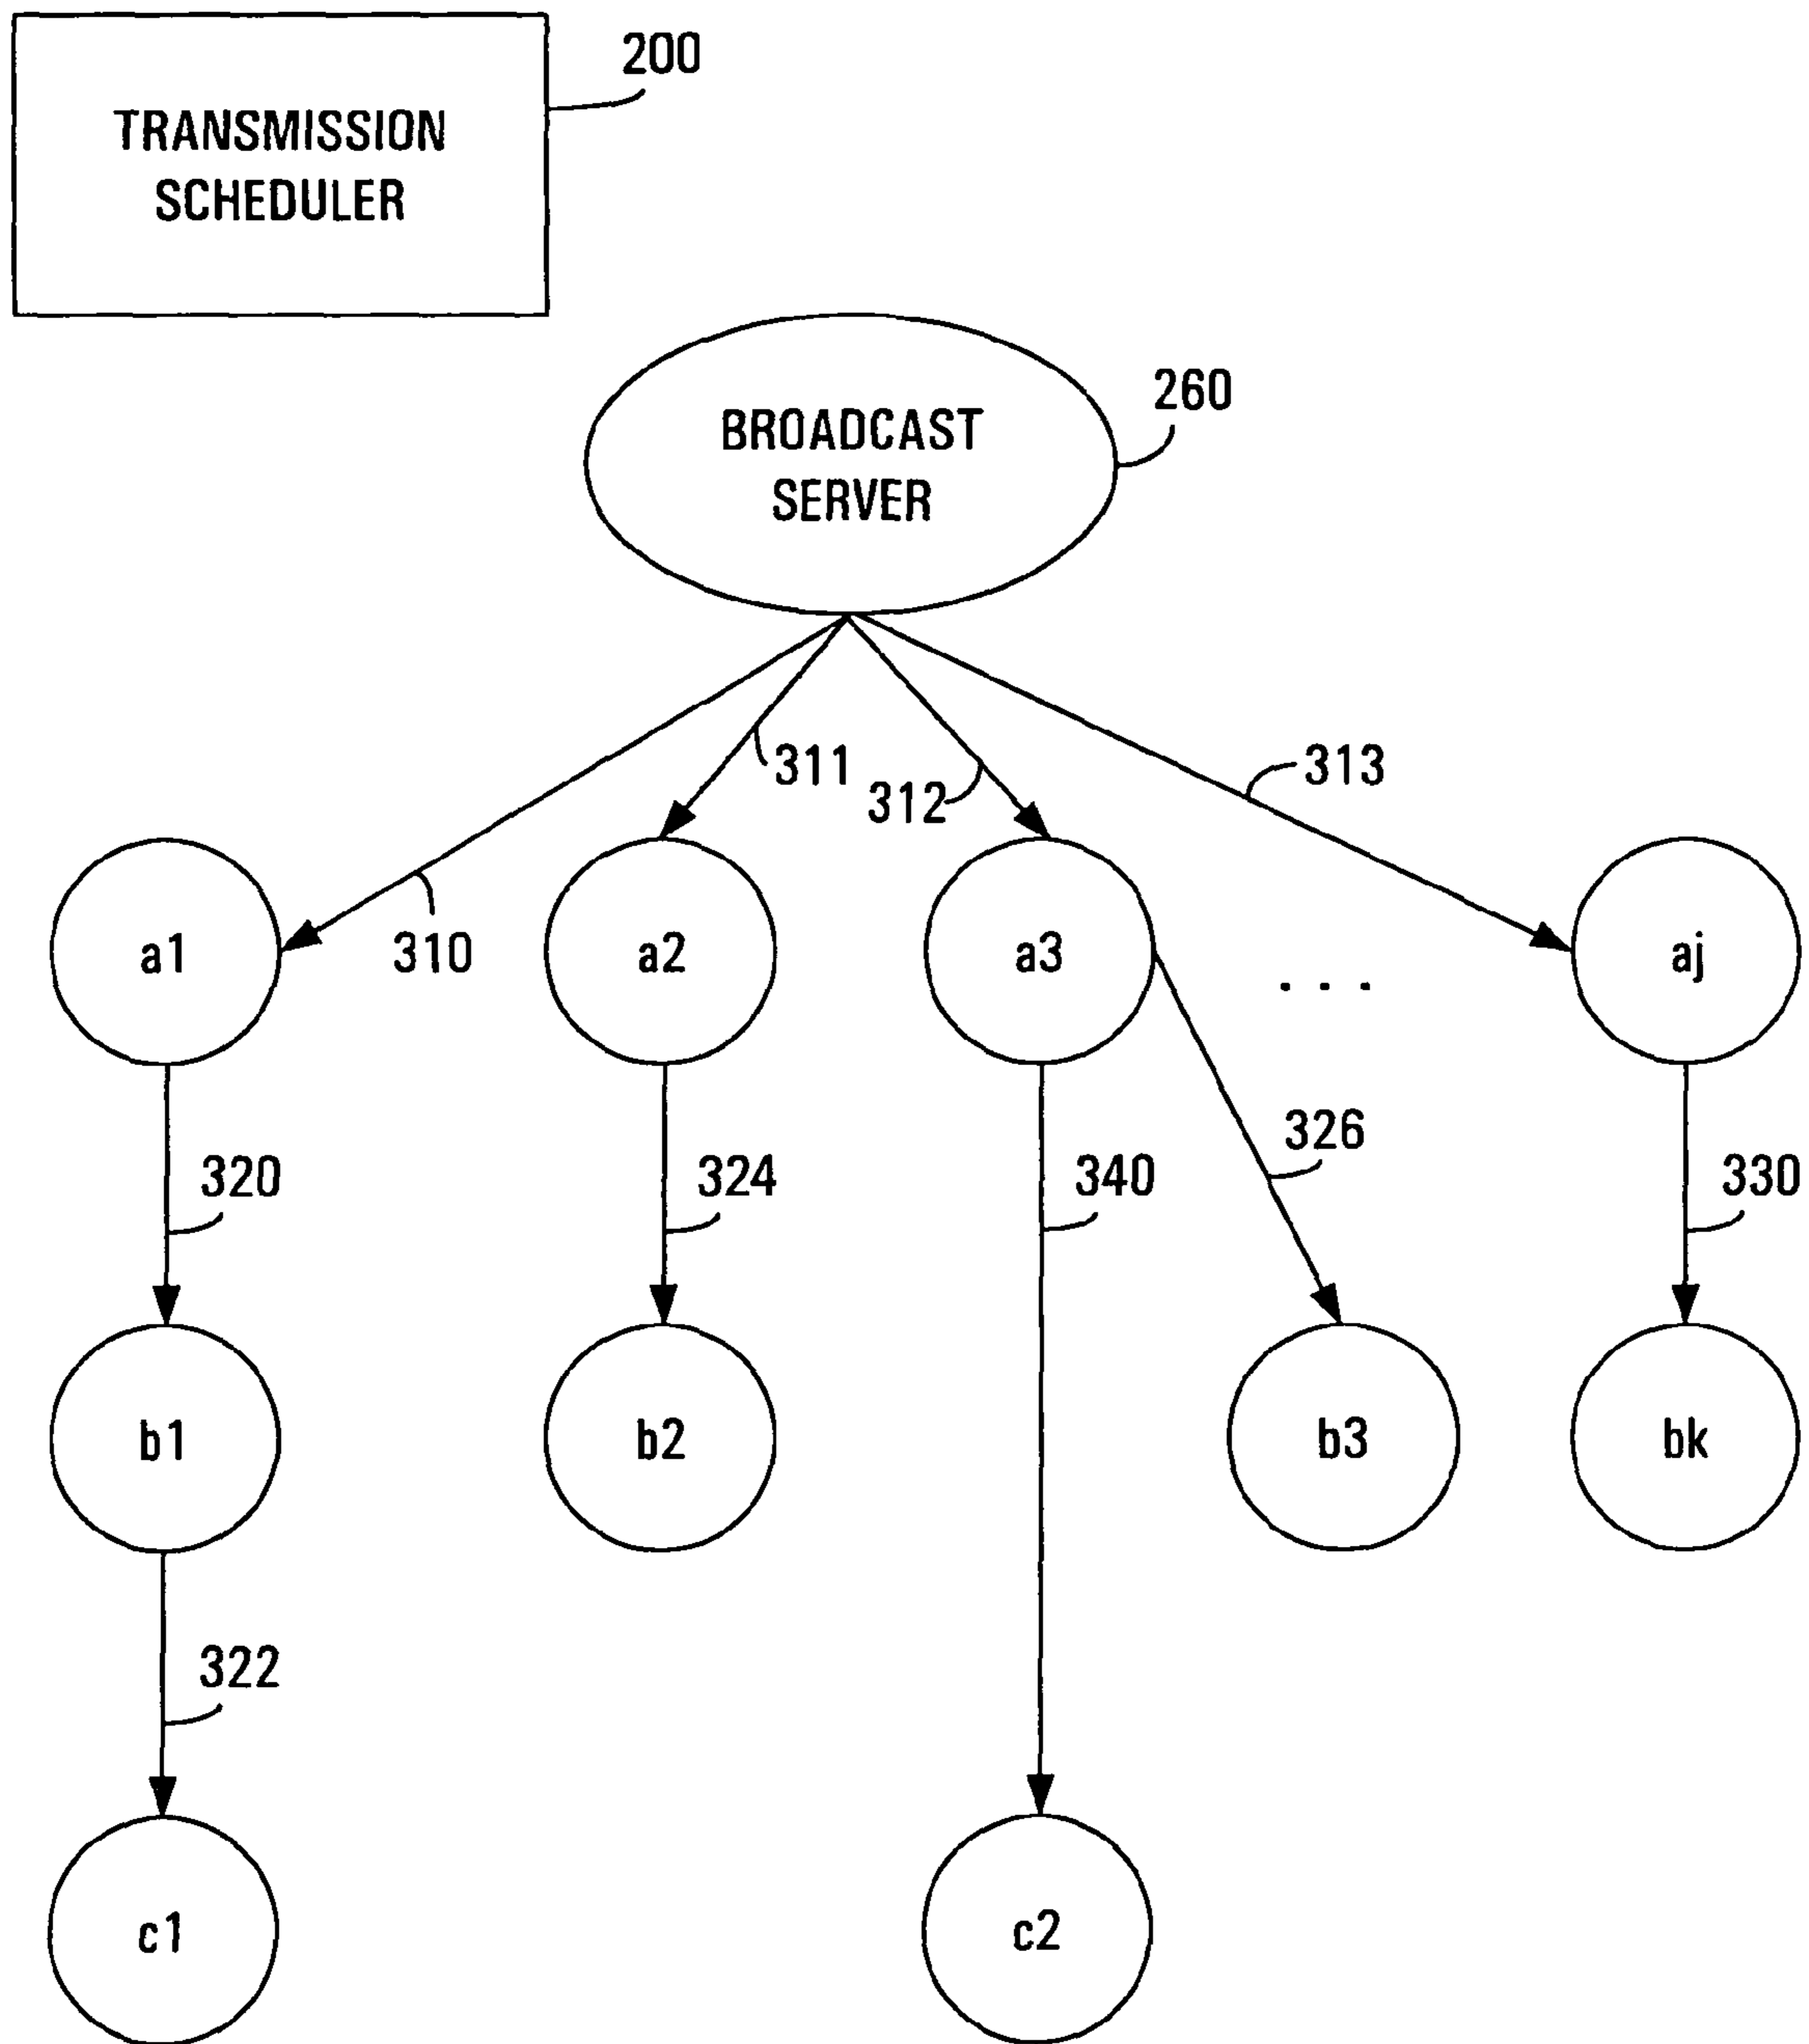 200
TRANSMISSION
SCHEDULER
260
BROADCAST
SERVER
311
312
313
310
a1
a2
a3
. . .
aj
320
324
340
326
330
b1
b2
b3
bk
322
c1
c2